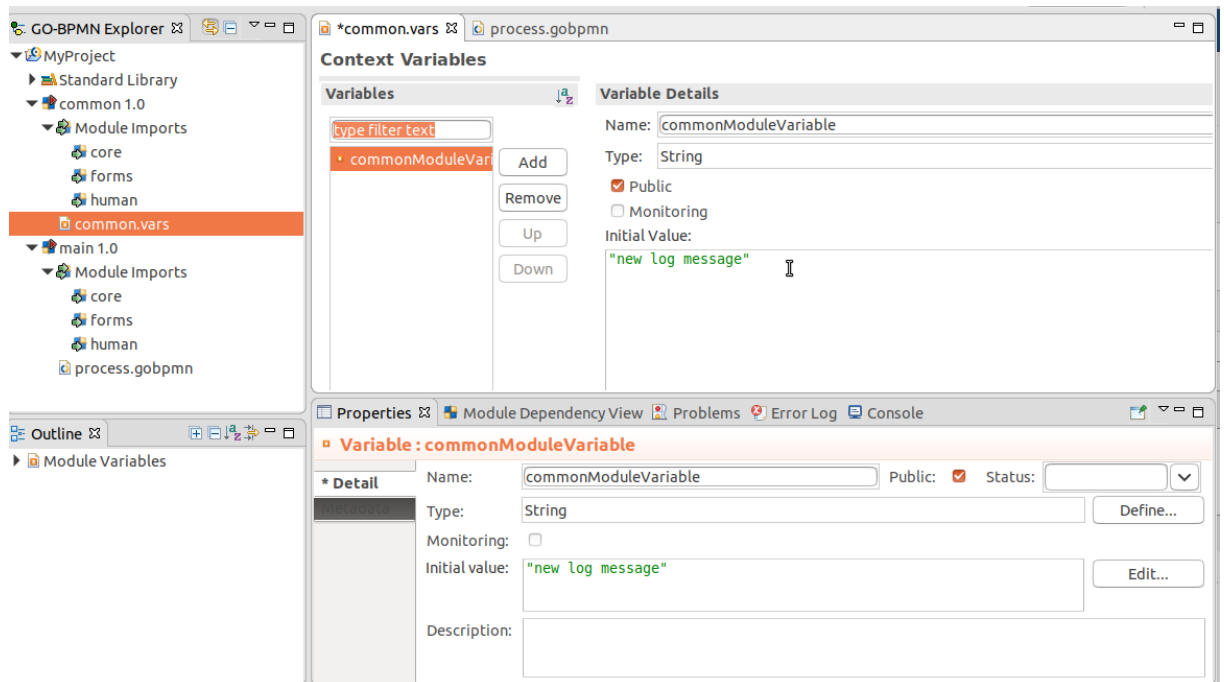 GO-BPMN Explorer
MyProject
Standard Library
common 1.0
Module Imports
core
forms
human
common.vars
main 1.0
Module Imports
core
forms
human
process.gobpmn
Outline
Module Variables
*common.vars process.gobpmn
Context Variables
Variables
type filter text
commonModuleVari
Add
Remove
Up
Down
Variable Details
Name: commonModuleVariable
Type: String
Public
Monitoring
Initial Value:
"new log message"
Properties Module Dependency View Problems Error Log Console
Variable : commonModuleVariable
* Detail
Metadata
Name: commonModuleVariable Public: Status:
Type: String Define...
Monitoring:
Initial value: "new log message" Edit...
Description: